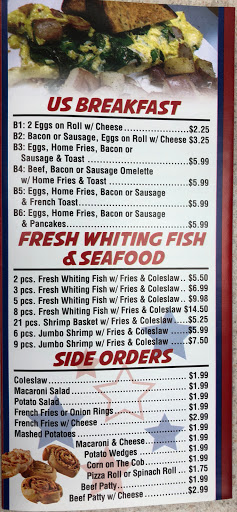 US BREAKFAST
B1: 2 Eggs on Roll w/ Cheese $2.25
B2: Bacon or Sausage, Eggs on Roll w/ Cheese $3.25
B3: Eggs, Home Fries, Bacon or
Sausage & Toast $5.99
B4: Beef, Bacon or Sausage Omelette
w/ Home Fries & Toast $5.99
B5: Eggs, Home Fries, Bacon or Sausage
& French Toast $5.99
B6: Eggs, Home Fries, Bacon or Sausage
& Pancakes $5.99
FRESH WHITING FISH
& SEAFOOD
2 pcs. Fresh Whiting Fish w/ Fries & Coleslaw $5.50
3 pcs. Fresh Whiting Fish w/ Fries & Coleslaw $6.99
5 pcs. Fresh Whiting Fish w/ Fries & Coleslaw $9.98
8 pcs. Fresh Whiting Fish w/ Fries & Coleslaw $14.50
21 pcs. Shrimp Basket w/ Fries & Coleslaw $5.25
6 pc. Jumbo Shrimp w/ Fries & Coleslaw $5.99
9 pc. Jumbo Shrimp w/ Fries & Coleslaw $7.50
SIDE ORDERS
Coleslaw $1.99
Macaroni Salad $1.99
Potato Salad $1.99
French Fries or Onion Rings $1.99
French Fries w/ Cheese $2.99
Mashed Potatoes $1.99
Macaroni & Cheese $1.99
Potato Wedges $1.99
Corn on The Cob $1.99
Pizza Roll or Spinach Roll $1.75
Beef Patty $1.99
Beef Patty w/ Cheese $2.99